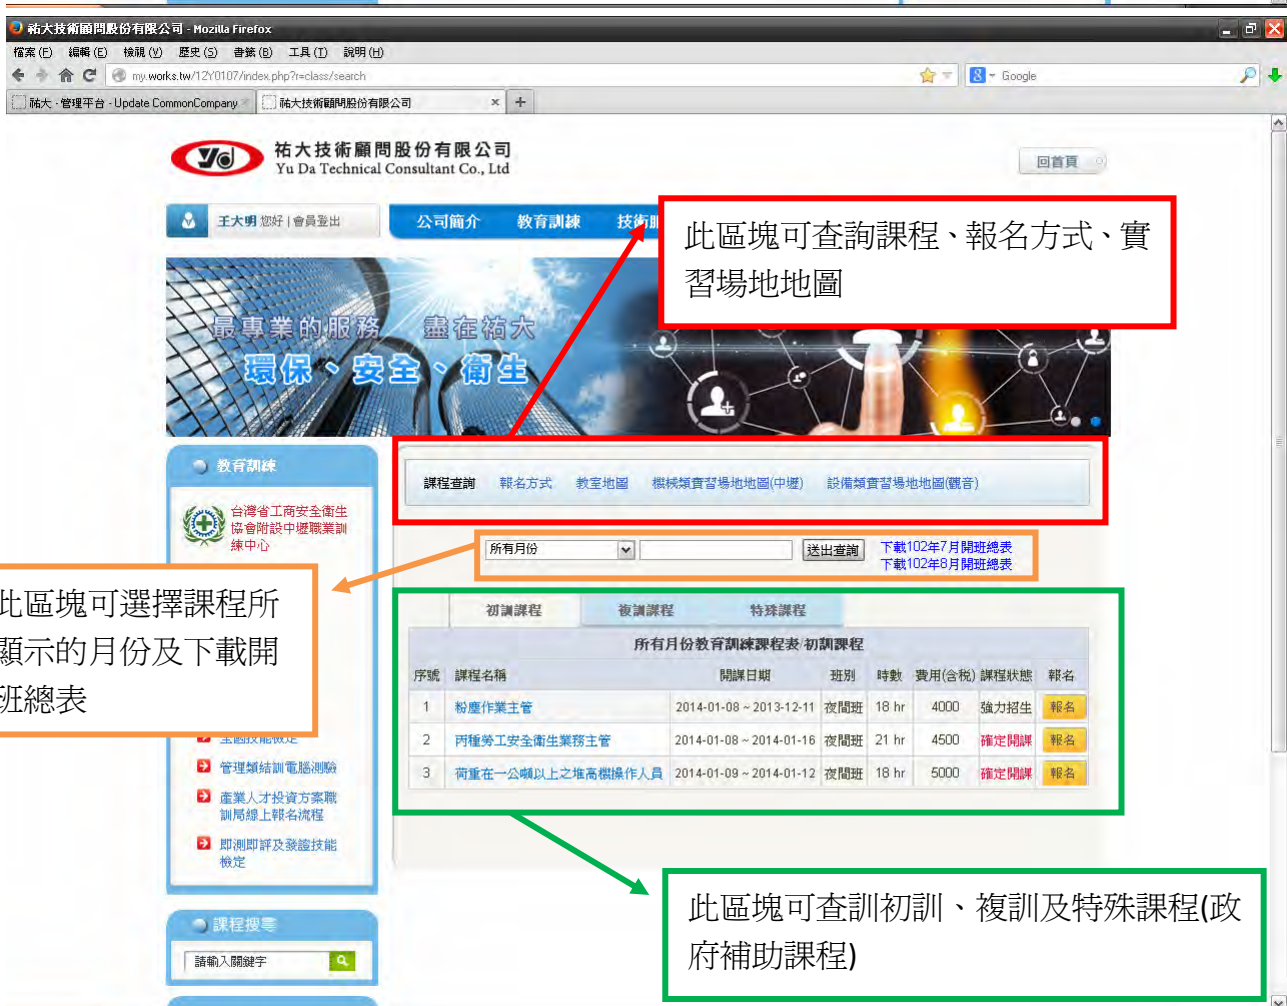 祐大技術顧問股份有限公司 - Mozilla Firefox
檔案(F) 編輯(E) 檢視(V) 歷史(S) 書籤(B) 工具(T) 說明(H)
my.works.tw/12Y0107/index.php?r=class/search
Google
祐大 - 管理平台 - Update CommonCompany
祐大技術顧問股份有限公司
祐大技術顧問股份有限公司
Yu Da Technical Consultant Co., Ltd
回首頁
王大明 您好 | 會員登出
公司簡介 教育訓練 技術服
此區塊可查詢課程、報名方式、實
習場地地圖
最專業的服務 盡在祐大
環保、安全、衛生
教育訓練
台灣省工商安全衛生
協會附設中壢職業訓
練中心
課程查詢 報名方式 教室地圖 機械類實習場地地圖(中壢) 設備類實習場地地圖(觀音)
所有月份 送出查詢 下載102年7月開班總表
下載102年8月開班總表
此區塊可選擇課程所
顯示的月份及下載開
班總表
初訓課程 複訓課程 特殊課程
所有月份教育訓練課程表/初訓課程
序號 課程名稱 開課日期 班別 時數 費用(含稅) 課程狀態 報名
1 粉塵作業主管 2014-01-08 ~ 2013-12-11 夜間班 18 hr 4000 強力招生 報名
2 丙種勞工安全衛生業務主管 2014-01-08 ~ 2014-01-16 夜間班 21 hr 4500 確定開課 報名
3 荷重在一公噸以上之堆高機操作人員 2014-01-09 ~ 2014-01-12 夜間班 18 hr 5000 確定開課 報名
全國技能檢定
管理類結訓電腦測驗
產業人才投資方案職
訓局線上報名流程
即測即評及發證技能
檢定
此區塊可查訓初訓、複訓及特殊課程(政
府補助課程)
課程搜尋
請輸入關鍵字